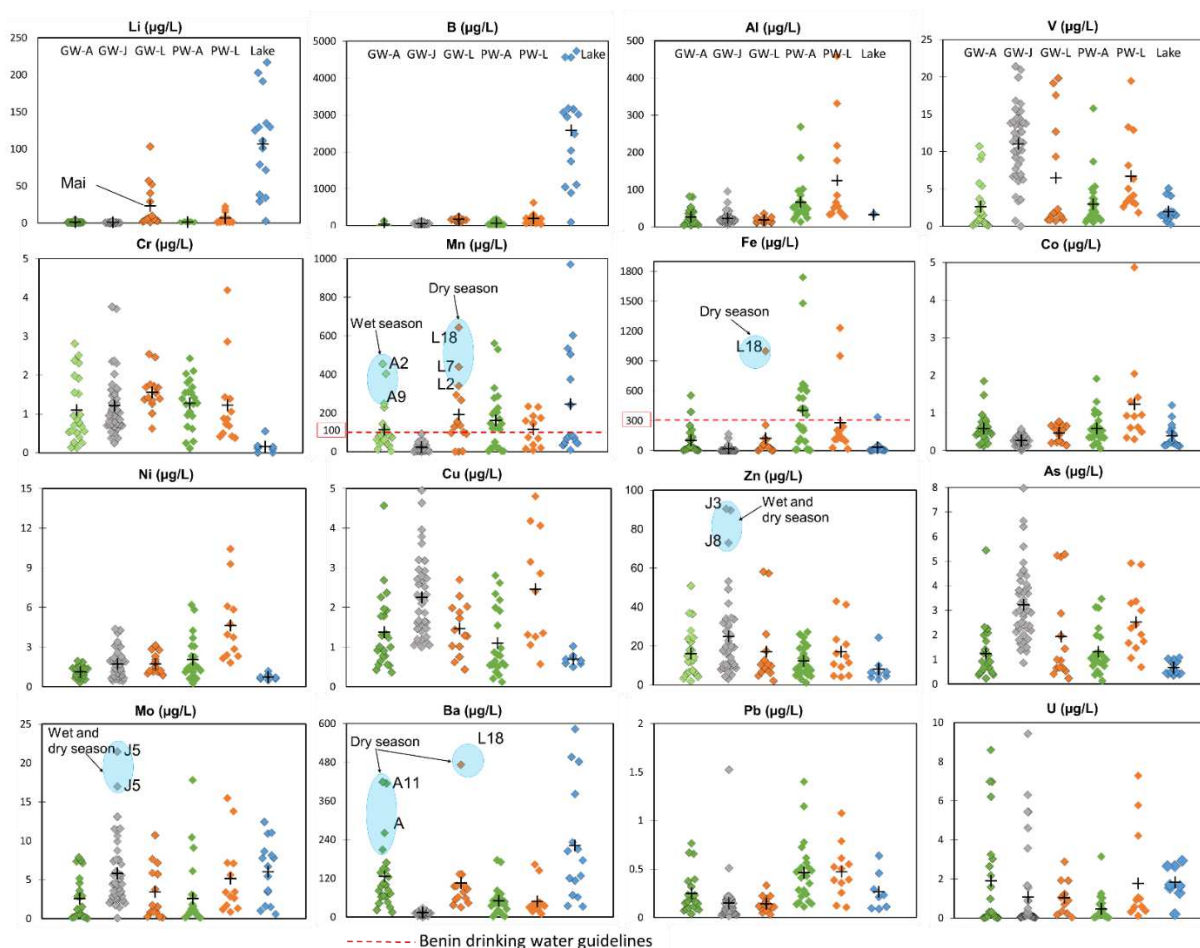 Li (µg/L)
B (µg/L)
Al (µg/L)
V (µg/L)
250
200
150
100
50
0
GW-A GW-J GW-L PW-A PW-L Lake
Mai
5000
4000
3000
2000
1000
0
GW-A GW-J GW-L PW-A PW-L Lake
500
400
300
200
100
0
GW-A GW-J GW-L PW-A PW-L Lake
25
20
15
10
5
0
GW-A GW-J GW-L PW-A PW-L Lake
Cr (µg/L)
Mn (µg/L)
Fe (µg/L)
Co (µg/L)
5
4
3
2
1
0
1000
800
600
400
200
100
0
Dry season
Wet season
L18
A2
L7
A9
L2
1800
1500
1200
900
600
300
0
Dry season
L18
5
4
3
2
1
0
Ni (µg/L)
Cu (µg/L)
Zn (µg/L)
As (µg/L)
15
12
9
6
3
0
5
4
3
2
1
0
100
80
60
40
20
0
J3
Wet and
dry season
J8
8
7
6
5
4
3
2
1
0
Mo (µg/L)
Ba (µg/L)
Pb (µg/L)
U (µg/L)
25
20
15
10
5
0
Wet and
dry season
J5
J5
600
480
360
240
120
0
Dry season
L18
A11
A
2
1.5
1
0.5
0
10
8
6
4
2
0
Benin drinking water guidelines